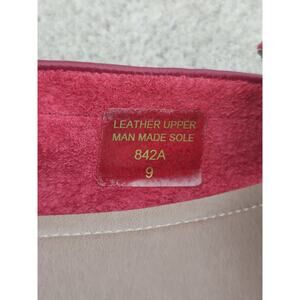 LEATHER UPPER
MAN MADE SOLE
842A
9